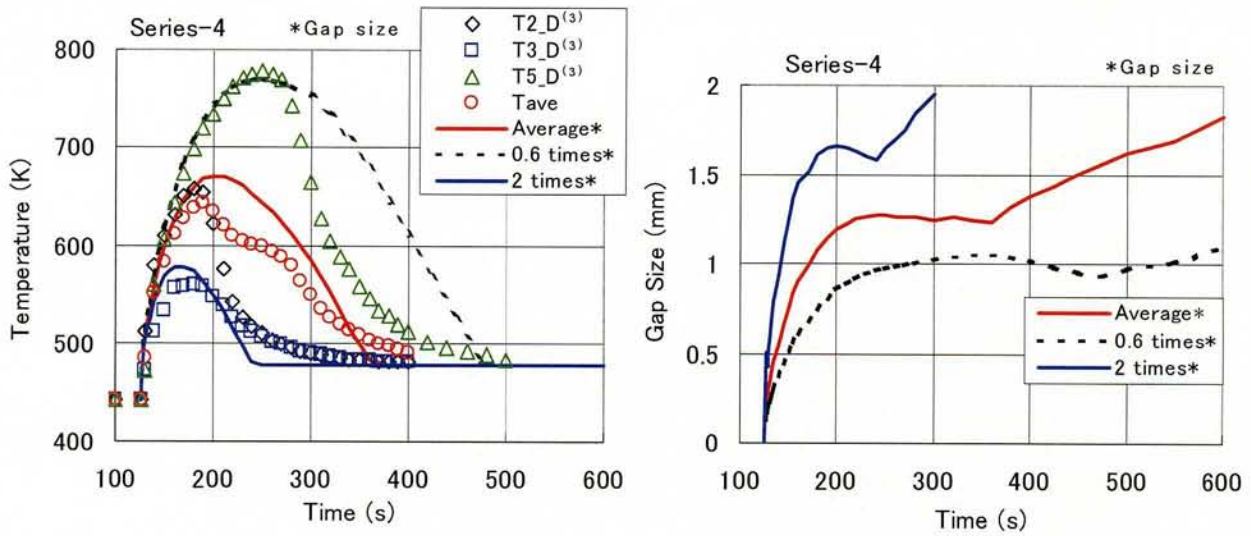 Series-4
*Gap size
T2_D(3)
T3_D(3)
T5_D(3)
Tave
Average*
0.6 times*
2 times*
800
700
600
500
400
Temperature (K)
100 200 300 400 500 600
Time (s)
Series-4
*Gap size
2
1.5
1
0.5
0
Gap Size (mm)
Average*
0.6 times*
2 times*
100 200 300 400 500 600
Time (s)